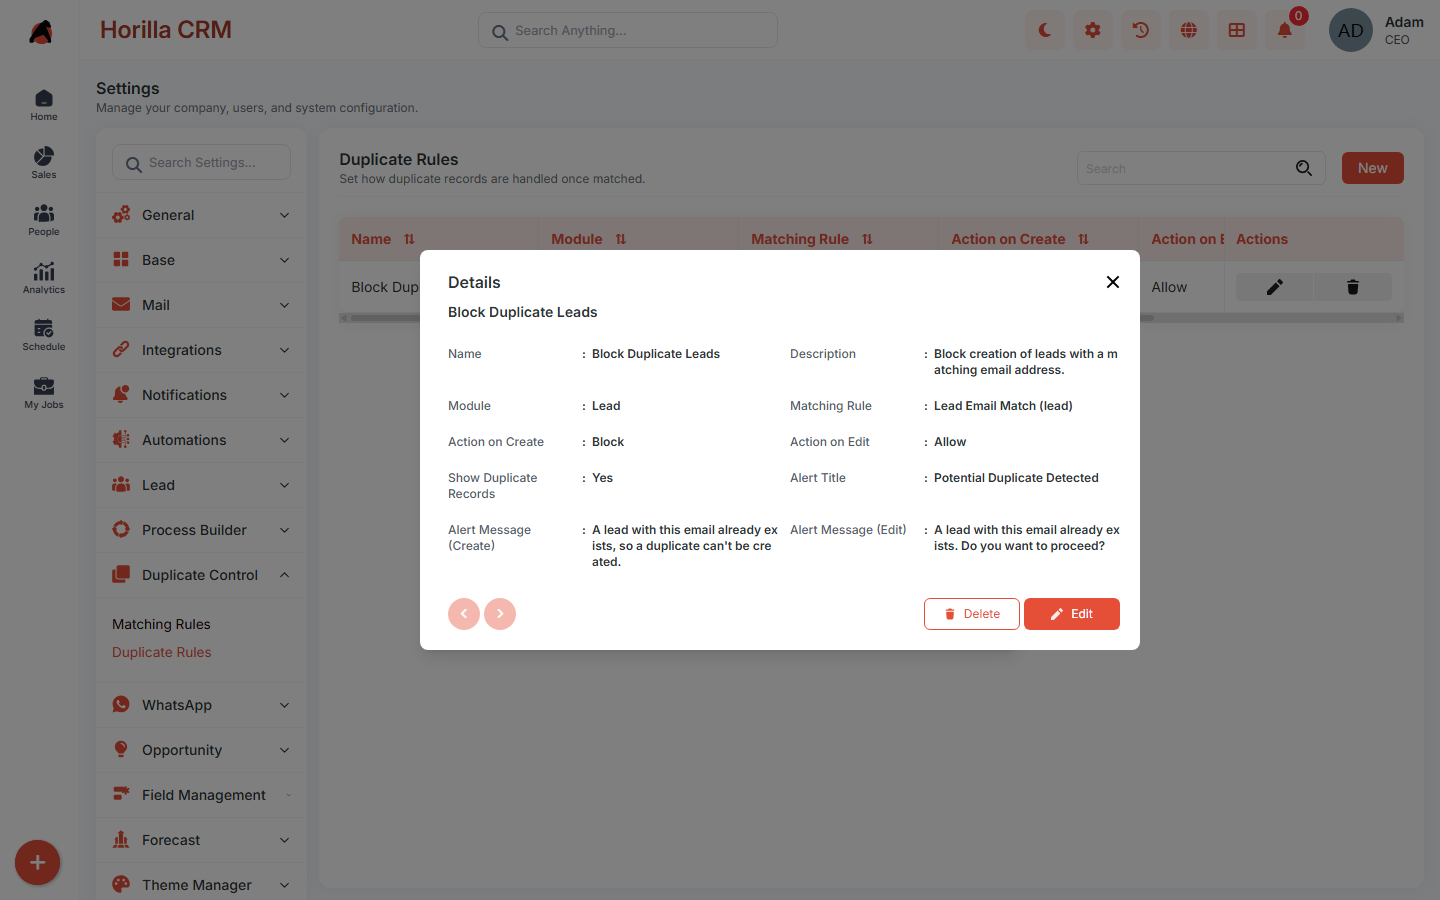 Horilla CRM
Search Anything...
0
AD
Adam
CEO
Settings
Manage your company, users, and system configuration.
Home
Sales
People
Analytics
Schedule
My Jobs
Search Settings...
General
Base
Mail
Integrations
Notifications
Automations
Lead
Process Builder
Duplicate Control
Matching Rules
Duplicate Rules
WhatsApp
Opportunity
Field Management
Forecast
Theme Manager
Duplicate Rules
Set how duplicate records are handled once matched.
Search
New
Name
Module
Matching Rule
Action on Create
Action on E
Actions
Block Dup
Allow
Details
Block Duplicate Leads
Name : Block Duplicate Leads
Description : Block creation of leads with a m
atching email address.
Module : Lead
Matching Rule : Lead Email Match (lead)
Action on Create : Block
Action on Edit : Allow
Show Duplicate : Yes
Records
Alert Title : Potential Duplicate Detected
Alert Message : A lead with this email already ex
(Create) ists, so a duplicate can't be cre
ated.
Alert Message (Edit) : A lead with this email already ex
ists. Do you want to proceed?
Delete
Edit